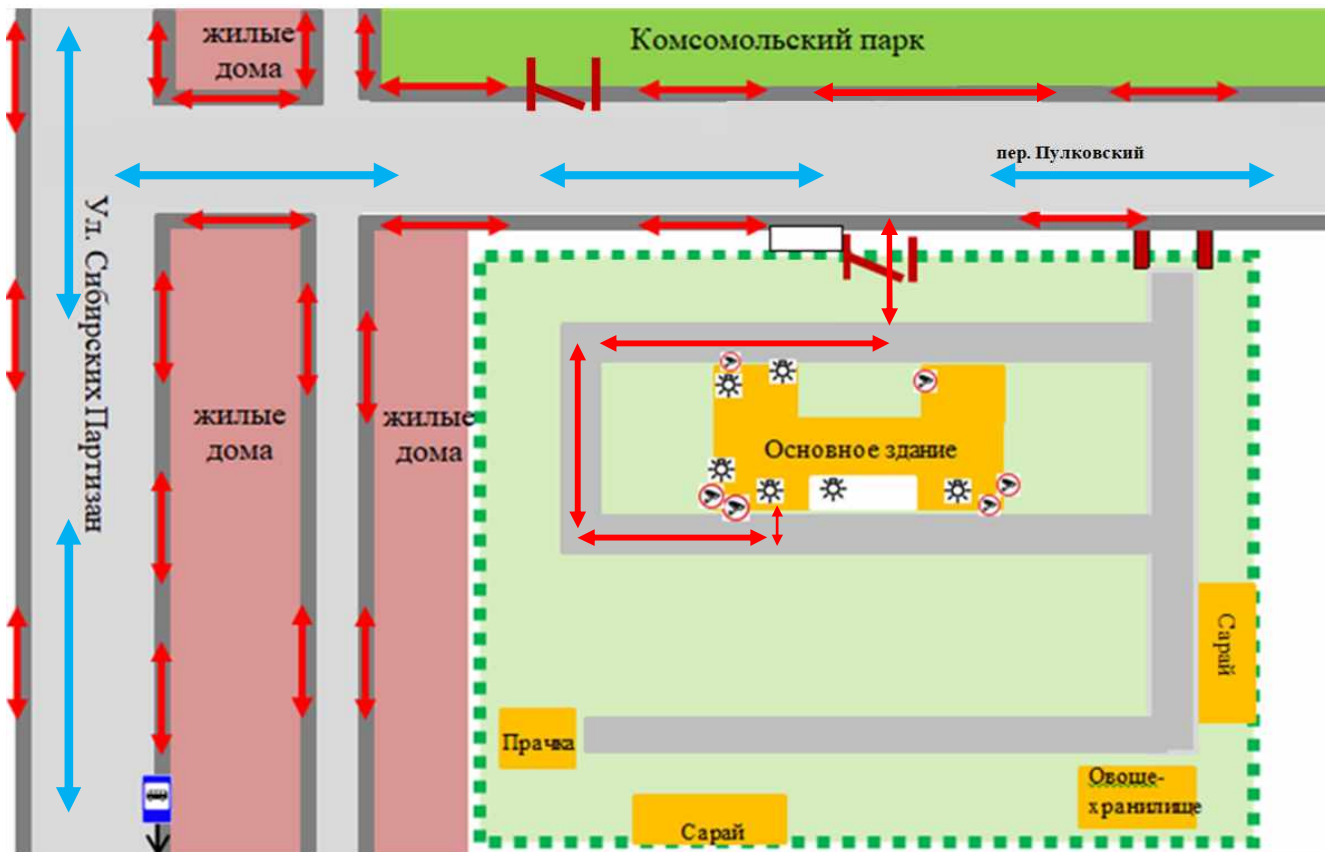 жилые
дома
Комсомольский парк
пер. Пулковский
Ул. Сибирских Партизан
жилые
дома
жилые
дома
Основное здание
Сарай
Прачка
Овоще-
хранилище
Сарай